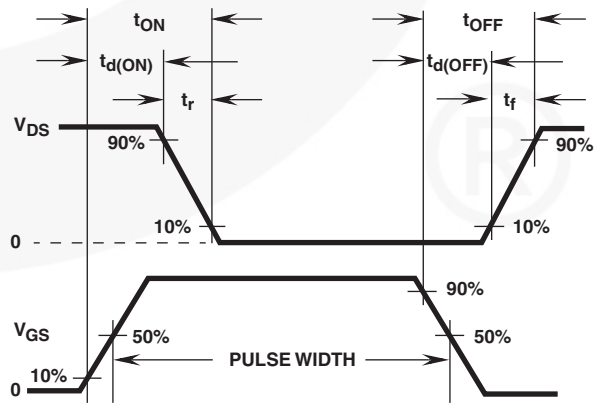 tON tOFF
td(ON) td(OFF)
tr tf
VDS
90% 90%
10% 10%
0
90%
VGS
50% 50%
PULSE WIDTH
10%
0
®